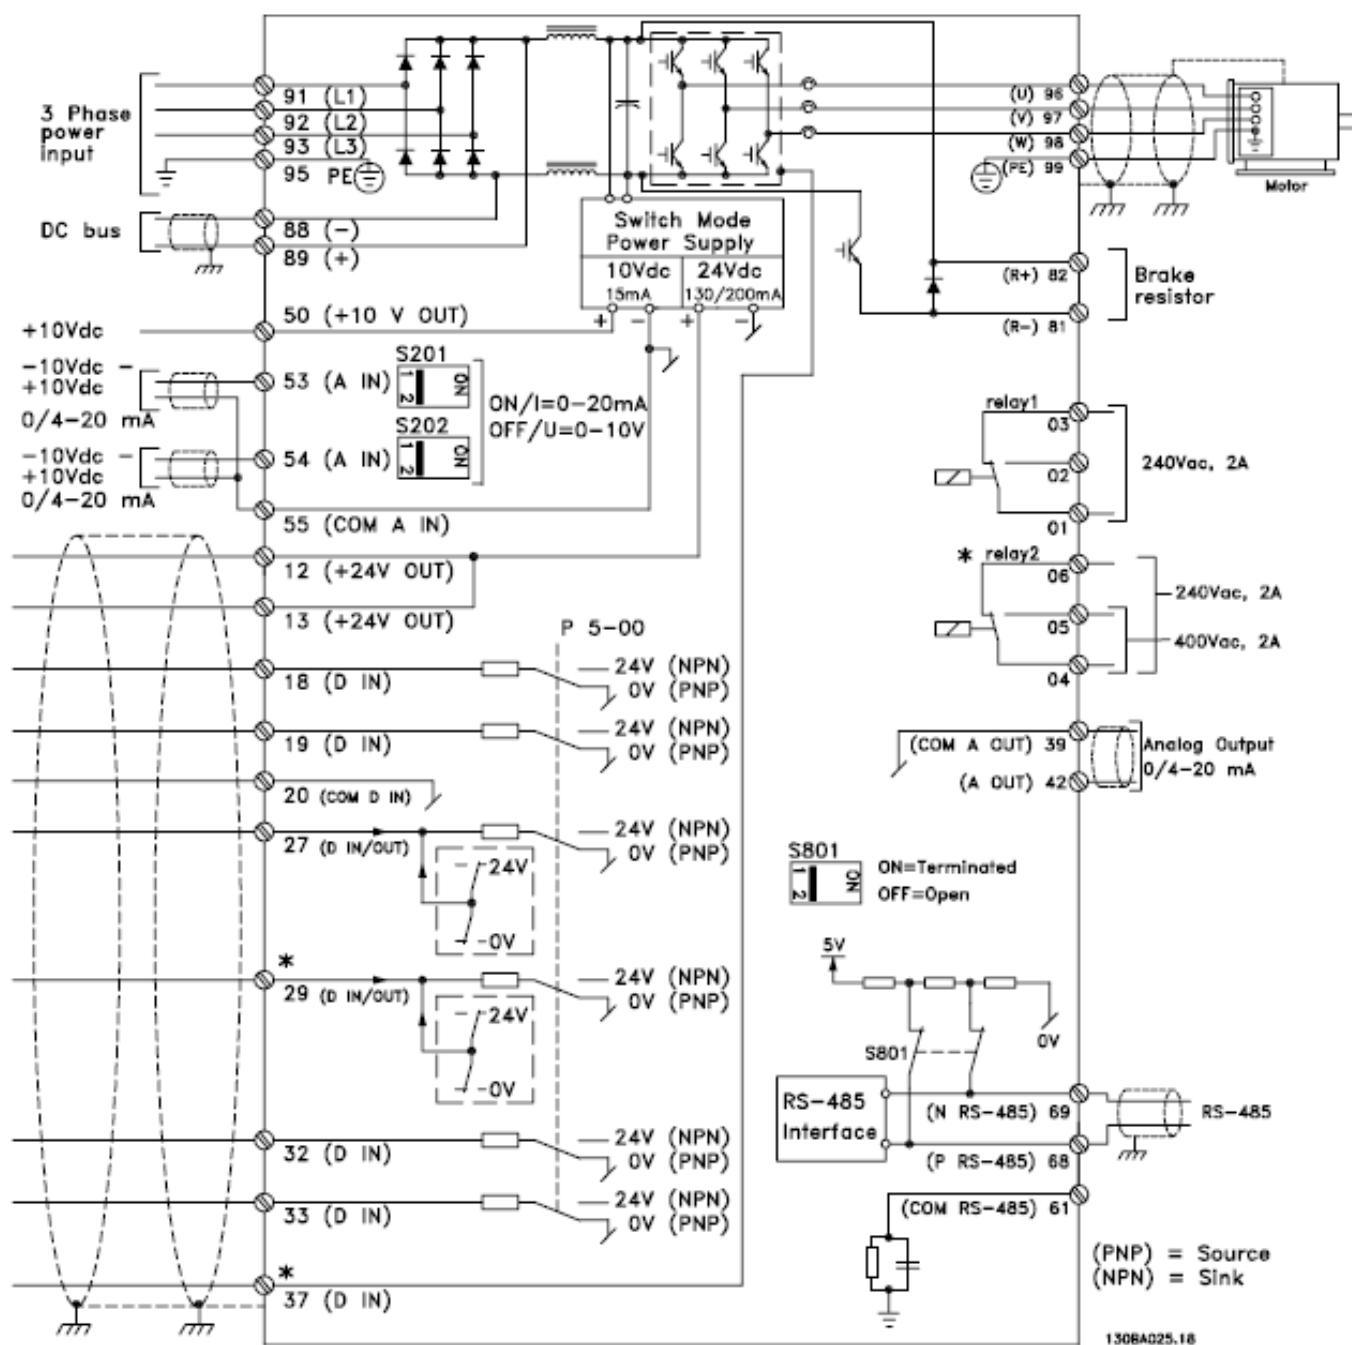 3 Phase
power
input
91 (L1)
92 (L2)
93 (L3)
95 PE
DC bus
88 (-)
89 (+)
+10Vdc
50 (+10 V OUT)
-10Vdc -
+10Vdc
0/4-20 mA
53 (A IN)
S201
1 2
ON
ON/I=0-20mA
OFF/U=0-10V
S202
1 2
ON
-10Vdc -
+10Vdc
0/4-20 mA
54 (A IN)
55 (COM A IN)
12 (+24V OUT)
13 (+24V OUT)
P 5-00
18 (D IN)
24V (NPN)
0V (PNP)
19 (D IN)
24V (NPN)
0V (PNP)
20 (COM D IN)
27 (D IN/OUT)
24V (NPN)
0V (PNP)
24V
0V
*
29 (D IN/OUT)
24V (NPN)
0V (PNP)
24V
0V
32 (D IN)
24V (NPN)
0V (PNP)
33 (D IN)
24V (NPN)
0V (PNP)
*
37 (D IN)
Switch Mode
Power Supply
10Vdc
15mA
24Vdc
130/200mA
+ - + -
(U) 96
(V) 97
(W) 98
(PE) 99
Motor
(R+) 82
(R-) 81
Brake
resistor
relay1
03
02
01
240Vac, 2A
* relay2
06
05
04
240Vac, 2A
400Vac, 2A
(COM A OUT) 39
(A OUT) 42
Analog Output
0/4-20 mA
S801
1 2
ON
ON=Terminated
OFF=Open
5V
S801
0V
RS-485
Interface
(N RS-485) 69
(P RS-485) 68
RS-485
(COM RS-485) 61
(PNP) = Source
(NPN) = Sink
130BA025.18